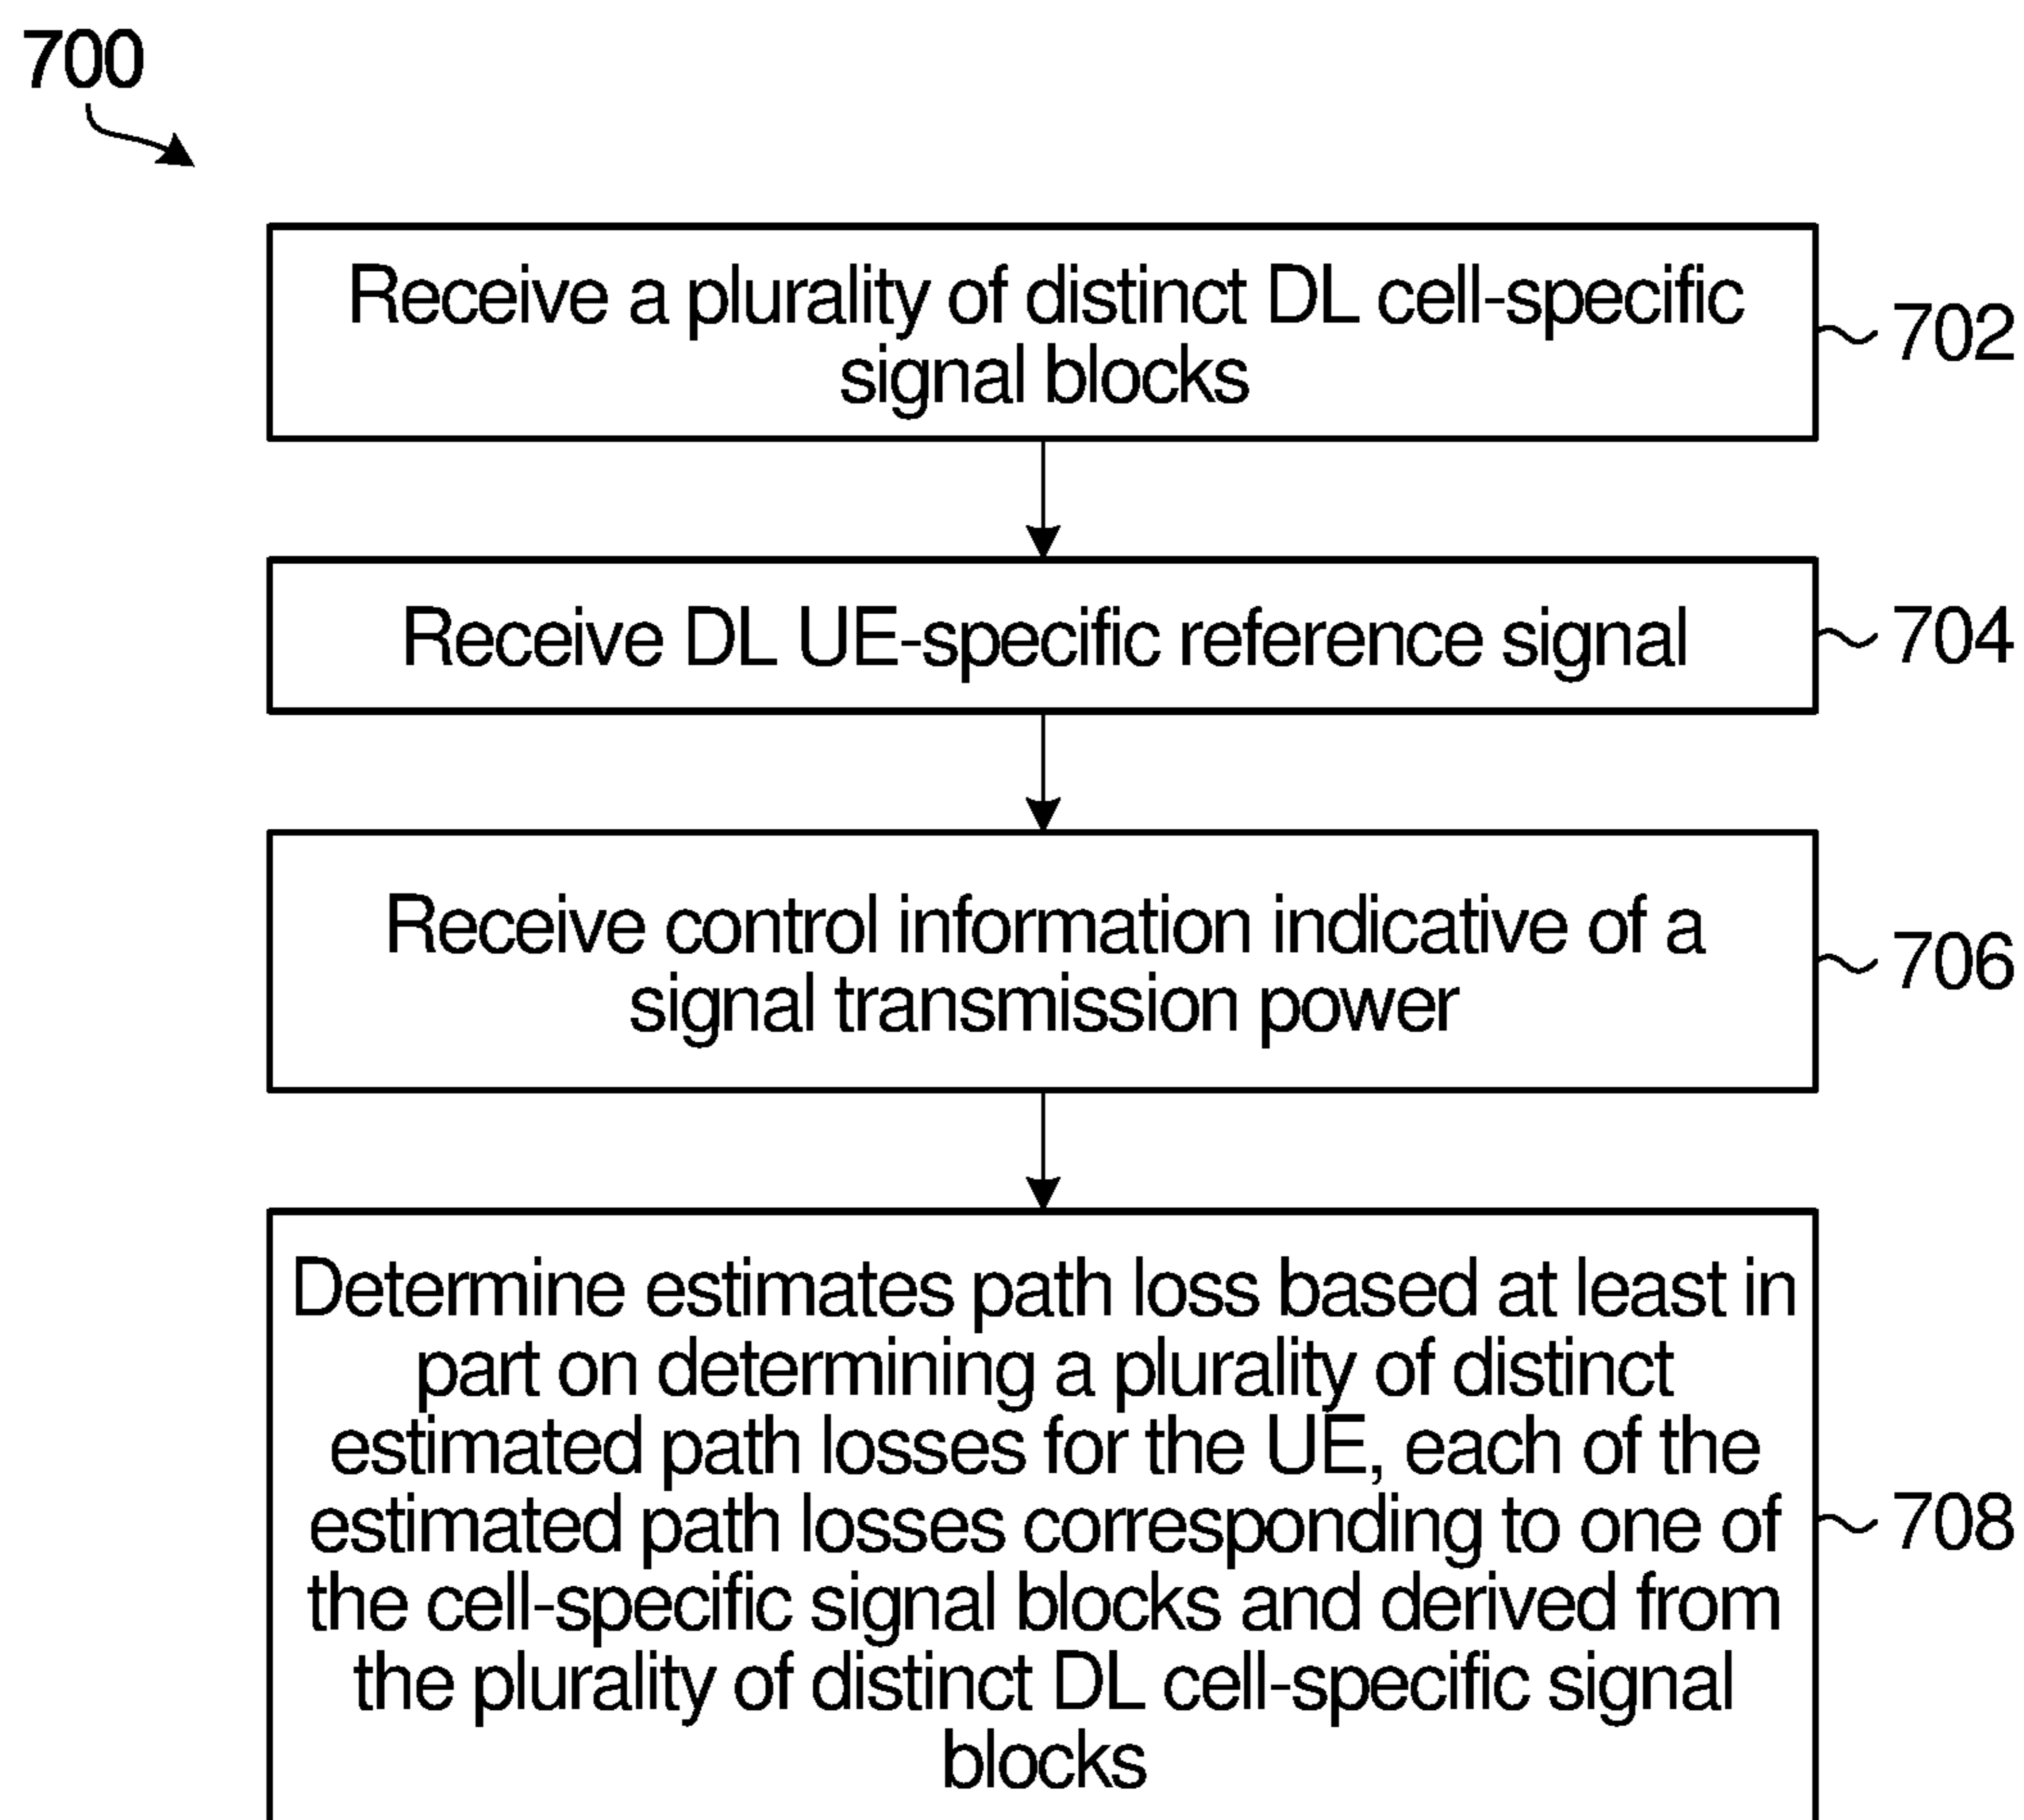 700
Receive a plurality of distinct DL cell-specific
signal blocks
702
Receive DL UE-specific reference signal
704
Receive control information indicative of a
signal transmission power
706
Determine estimates path loss based at least in
part on determining a plurality of distinct
estimated path losses for the UE, each of the
estimated path losses corresponding to one of
the cell-specific signal blocks and derived from
the plurality of distinct DL cell-specific signal
blocks
708